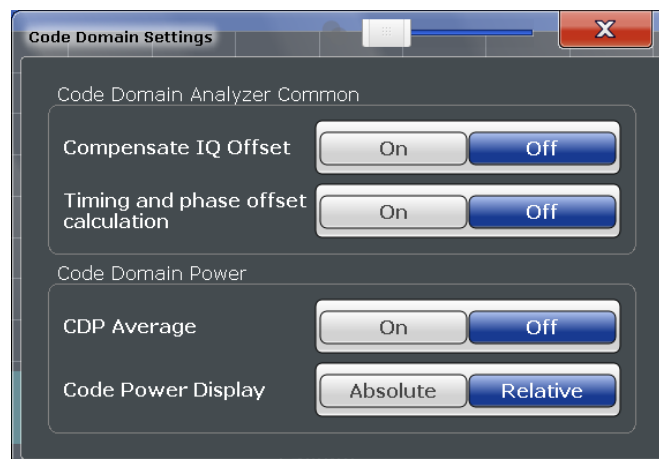 Code Domain Settings
X
Code Domain Analyzer Common
Compensate IQ Offset On Off
Timing and phase offset
calculation On Off
Code Domain Power
CDP Average On Off
Code Power Display Absolute Relative